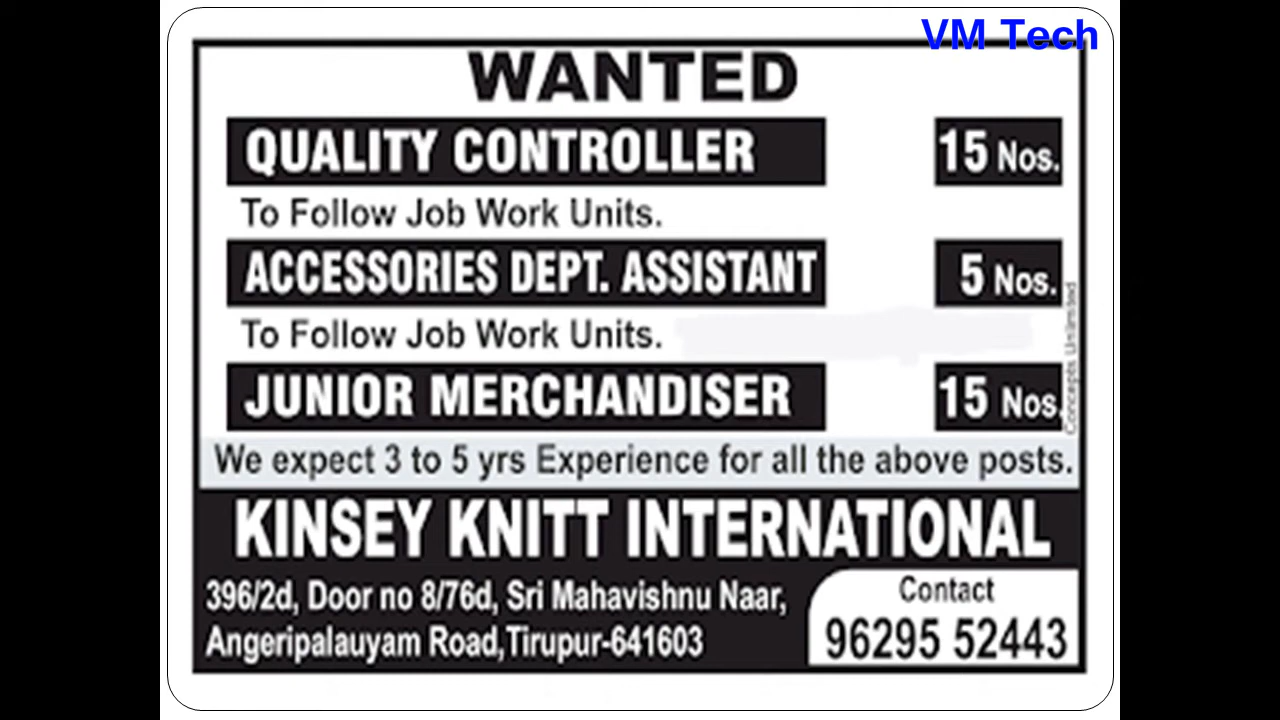 VM Tech
WANTED
QUALITY CONTROLLER 15 Nos.
To Follow Job Work Units.
ACCESSORIES DEPT. ASSISTANT 5 Nos.
To Follow Job Work Units.
JUNIOR MERCHANDISER 15 Nos.
Concepts Unlimited
We expect 3 to 5 yrs Experience for all the above posts.
KINSEY KNITT INTERNATIONAL
396/2d, Door no 8/76d, Sri Mahavishnu Naar,
Angeripalauyam Road,Tirupur-641603
Contact
96295 52443